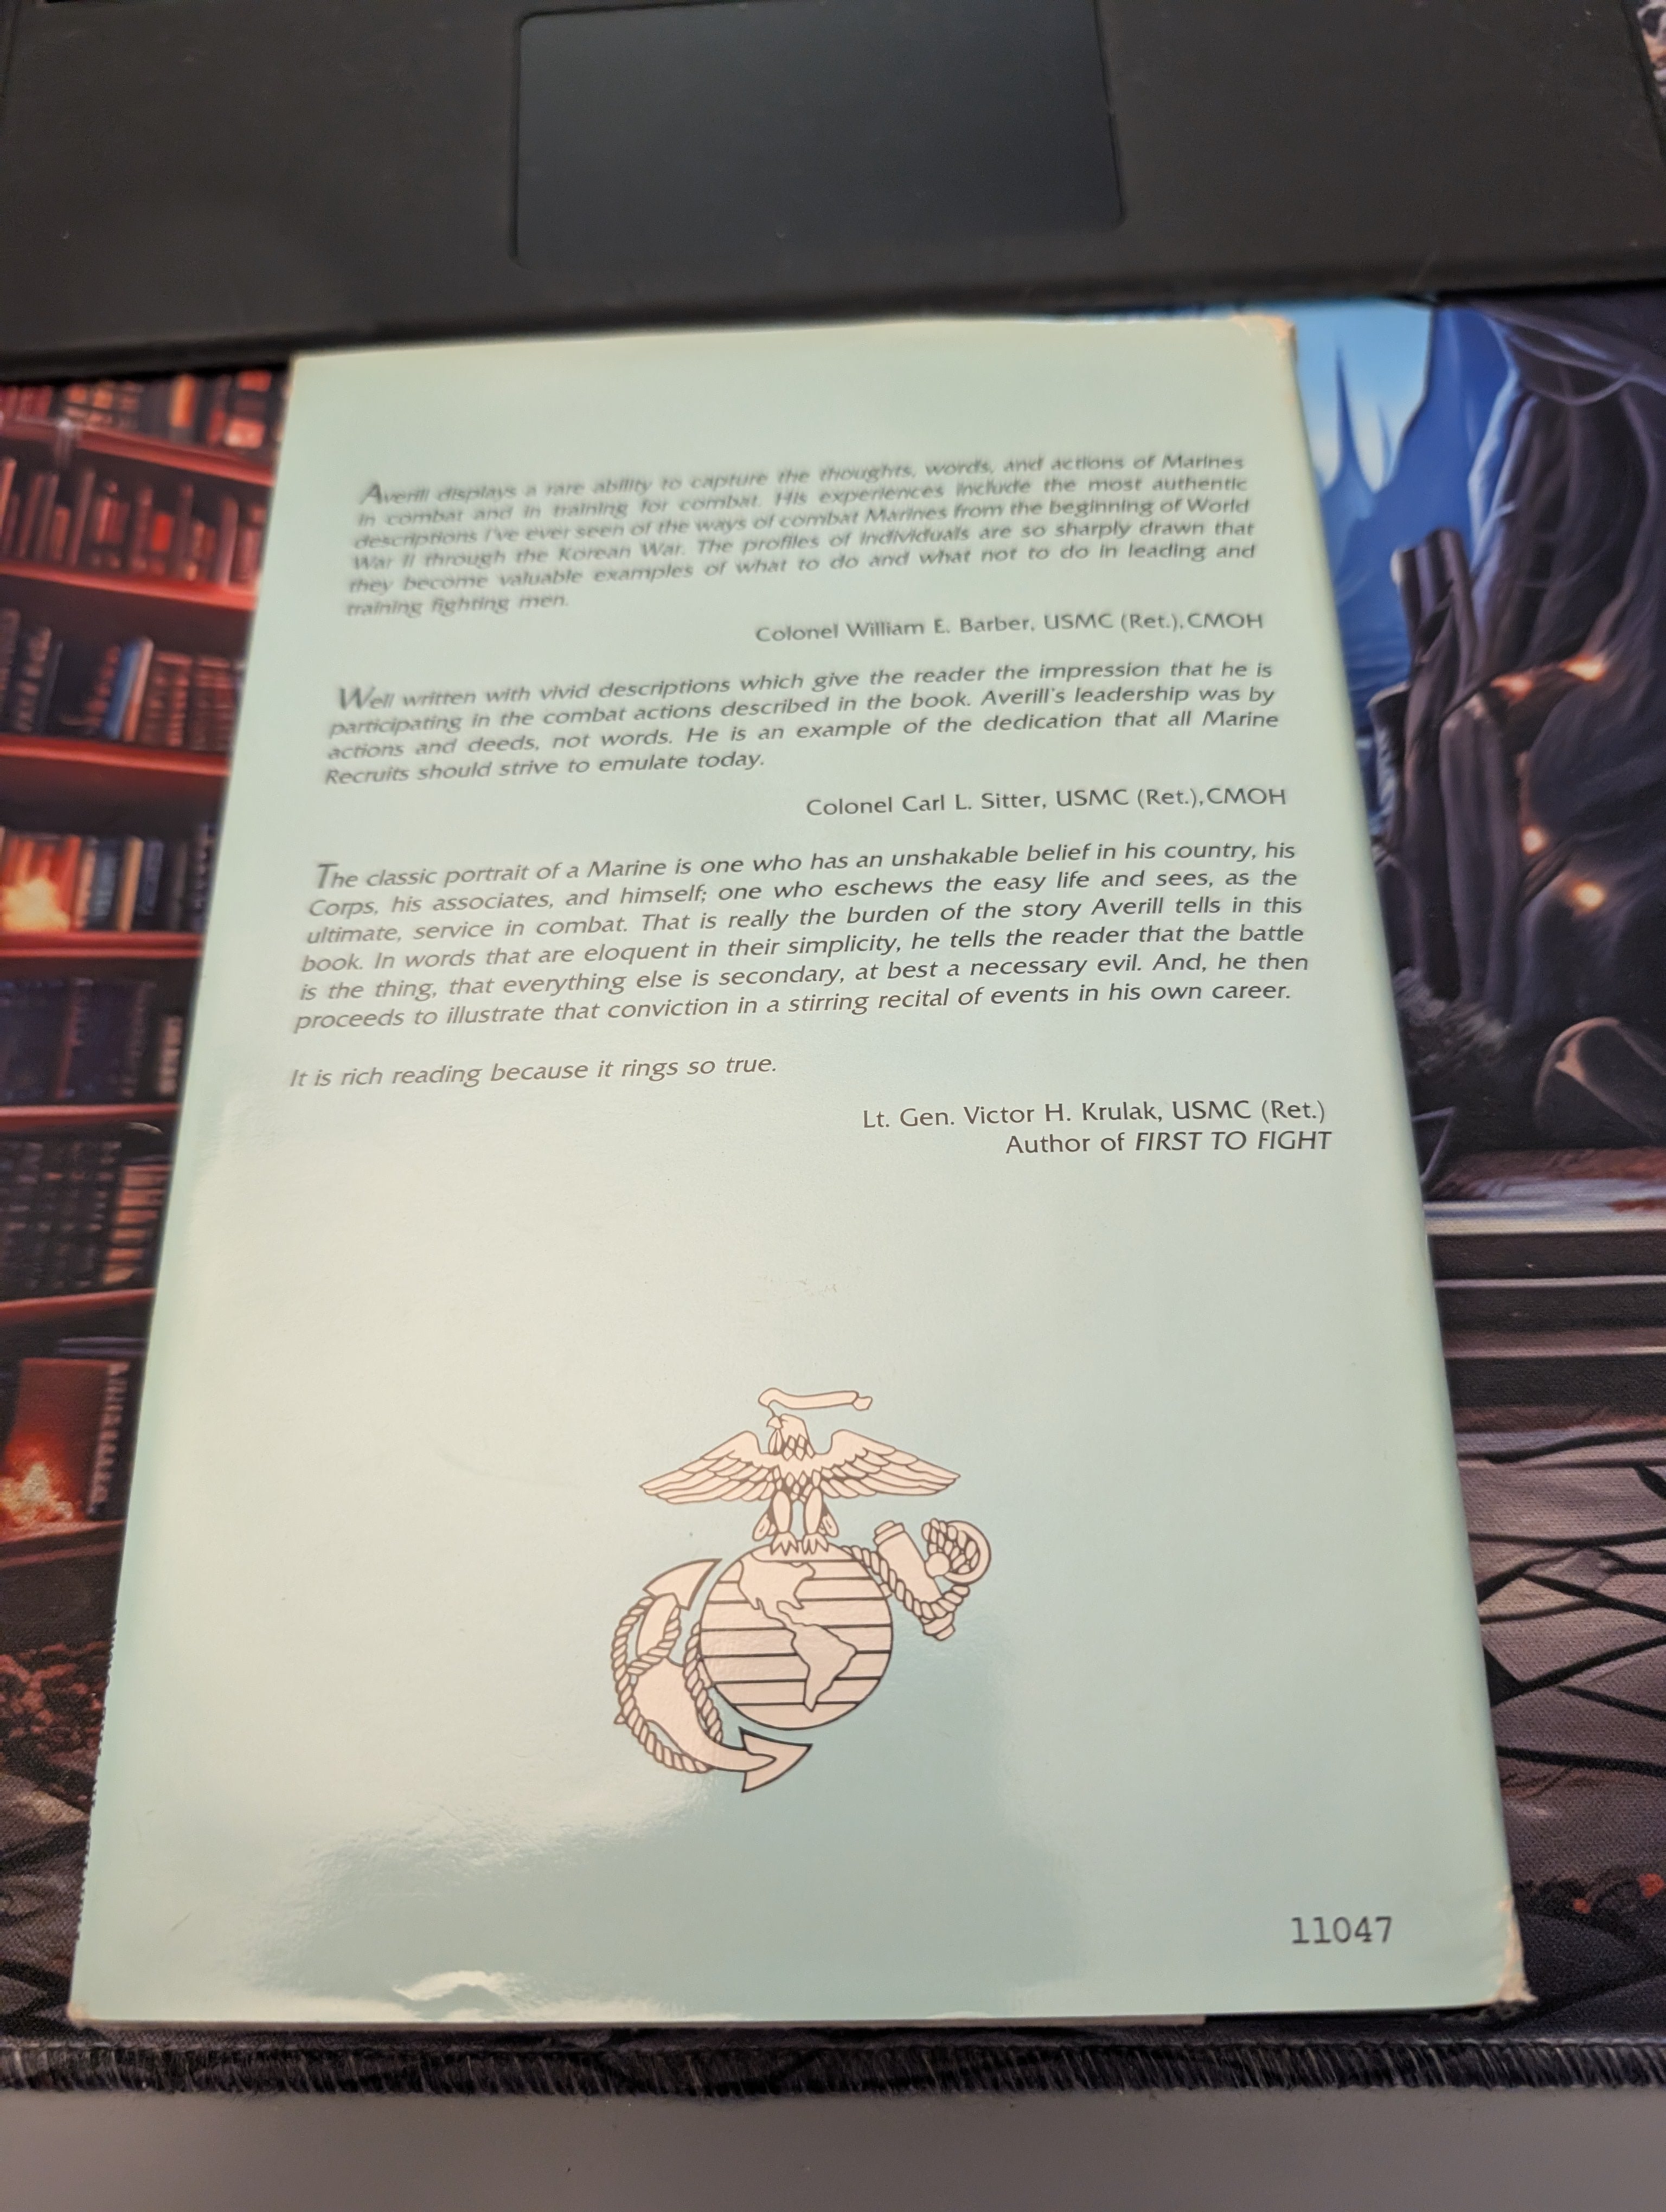 Averill displays a rare ability to capture the thoughts, words, and actions of Marines
in combat and in training for combat. His experiences include the most authentic
descriptions I've ever seen of the ways of combat Marines from the beginning of World
War II through the Korean War. The profiles of individuals are so sharply drawn that
they become valuable examples of what to do and what not to do in leading and
training fighting men.
Colonel William E. Barber, USMC (Ret.),CMOH
Well written with vivid descriptions which give the reader the impression that he is
participating in the combat actions described in the book. Averill's leadership was by
actions and deeds, not words. He is an example of the dedication that all Marine
Recruits should strive to emulate today.
Colonel Carl L. Sitter, USMC (Ret.),CMOH
The classic portrait of a Marine is one who has an unshakable belief in his country, his
Corps, his associates, and himself; one who eschews the easy life and sees, as the
ultimate, service in combat. That is really the burden of the story Averill tells in this
book. In words that are eloquent in their simplicity, he tells the reader that the battle
is the thing, that everything else is secondary, at best a necessary evil. And, he then
proceeds to illustrate that conviction in a stirring recital of events in his own career.
It is rich reading because it rings so true.
Lt. Gen. Victor H. Krulak, USMC (Ret.)
Author of FIRST TO FIGHT
11047